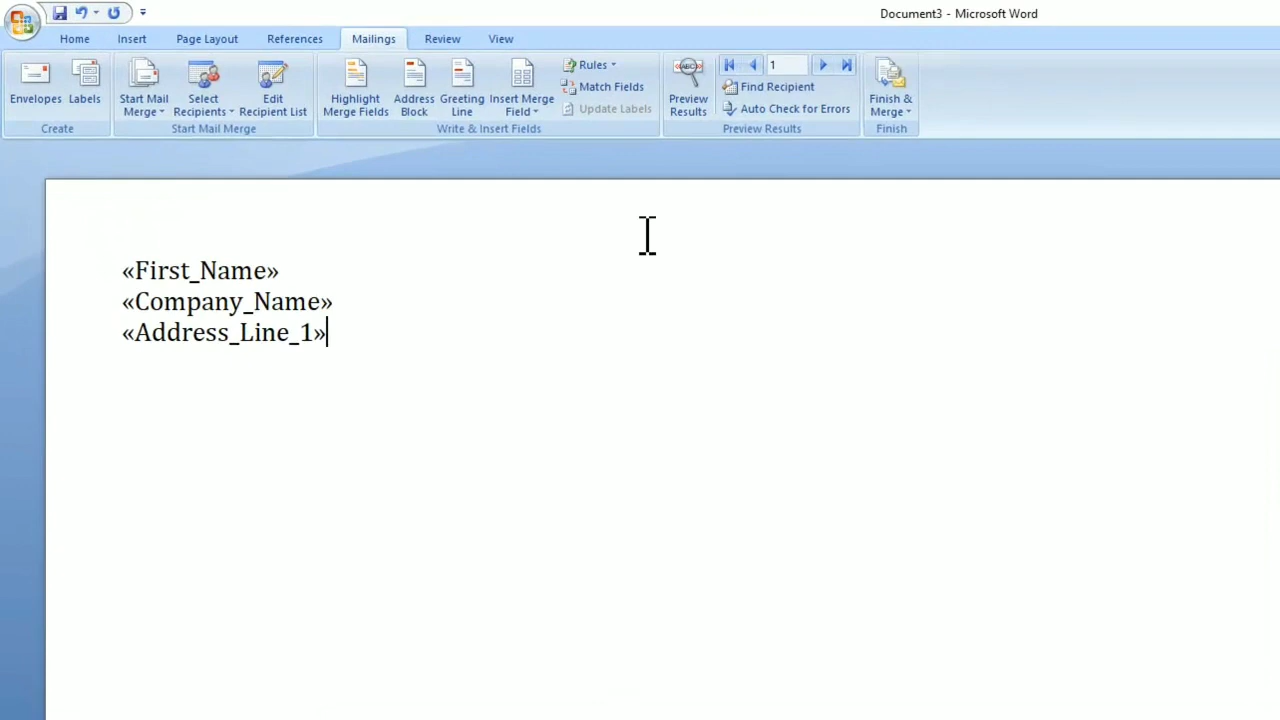 Document3 - Microsoft Word
Home Insert Page Layout References Mailings Review View
Envelopes
Labels
Create
Start Mail
Merge
Select
Recipients
Edit
Recipient List
Start Mail Merge
Highlight
Merge Fields
Address
Block
Greeting
Line
Insert Merge
Field
Rules
Match Fields
Update Labels
Write & Insert Fields
ABC
Preview
Results
1
Find Recipient
Auto Check for Errors
Preview Results
Finish &
Merge
Finish
«First_Name»
«Company_Name»
«Address_Line_1»